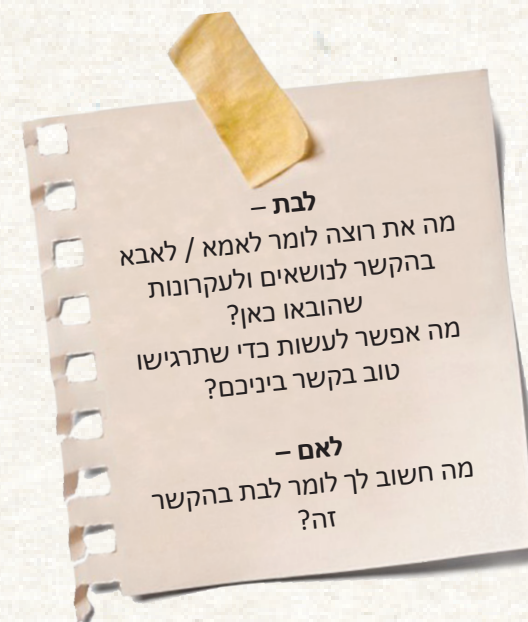 לבת –
מה את רוצה לומר לאמא / לאבא
בהקשר לנושאים ולעקרונות
שהובאו כאן?
מה אפשר לעשות כדי שתרגישו
טוב בקשר ביניכם?
לאם –
מה חשוב לך לומר לבת בהקשר
זה?